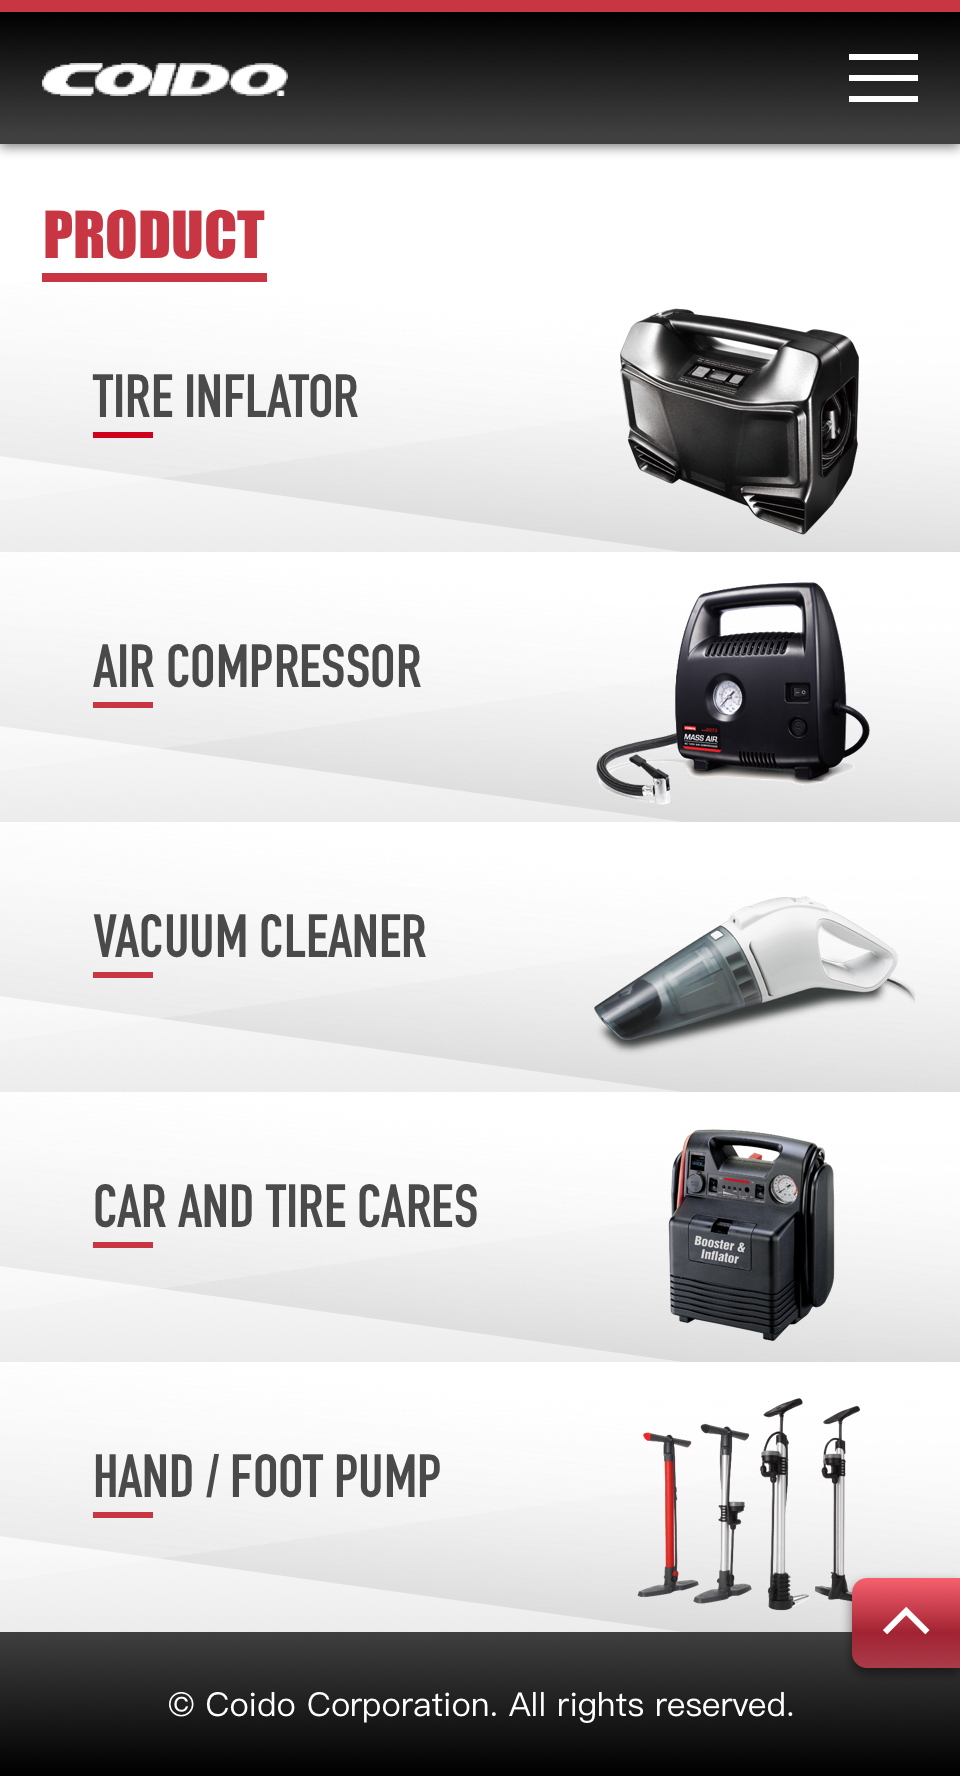 COIDO.
PRODUCT
TIRE INFLATOR
AIR COMPRESSOR
MASS AIR
VACUUM CLEANER
CAR AND TIRE CARES
Booster &
Inflator
HAND / FOOT PUMP
© Coido Corporation. All rights reserved.